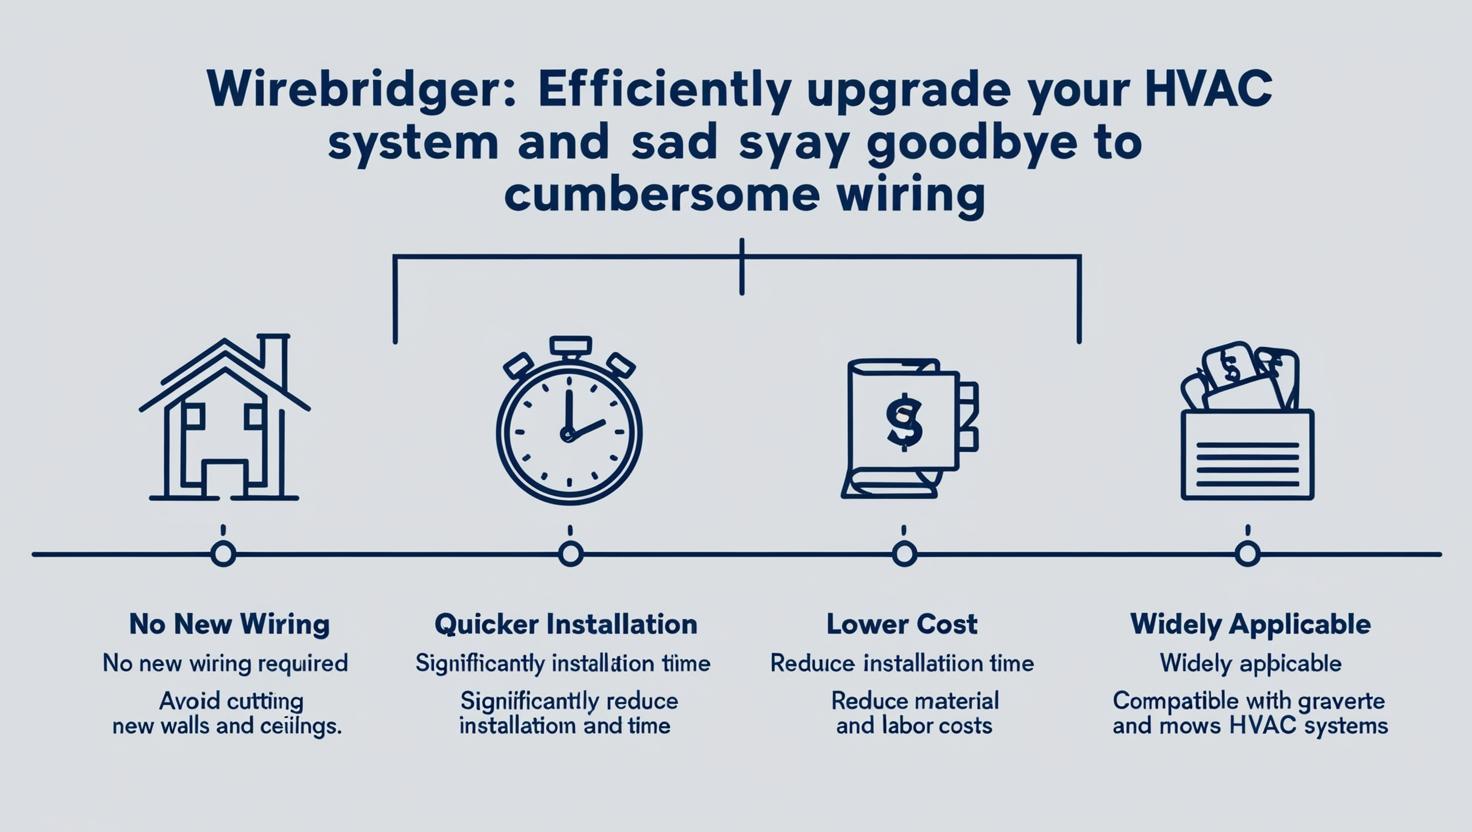 Wirebridger: Efficiently upgrade your HVAC
system and sad syay goodbye to
cumbersome wiring
$
$
No New Wiring
No new wiring required
Avoid cutting
new walls and ceilngs.
Quicker Installation
Significantly installation time
Significantly reduce
installatiom and time
Lower Cost
Reduce installatiion time
Reduce material
and labor costs
Widely Applicable
Widely apþicable
Compatible with graverte
and mows HVAC systems